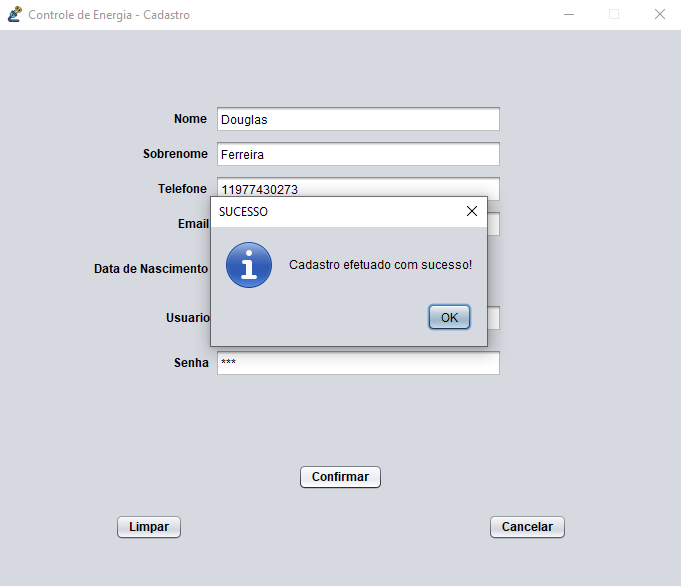 Controle de Energia - Cadastro
Nome Douglas
Sobrenome Ferreira
Telefone 11977430273
SUCESSO
Email
Cadastro efetuado com sucesso!
Data de Nascimento
OK
Usuario
Senha ***
Confirmar
Limpar
Cancelar